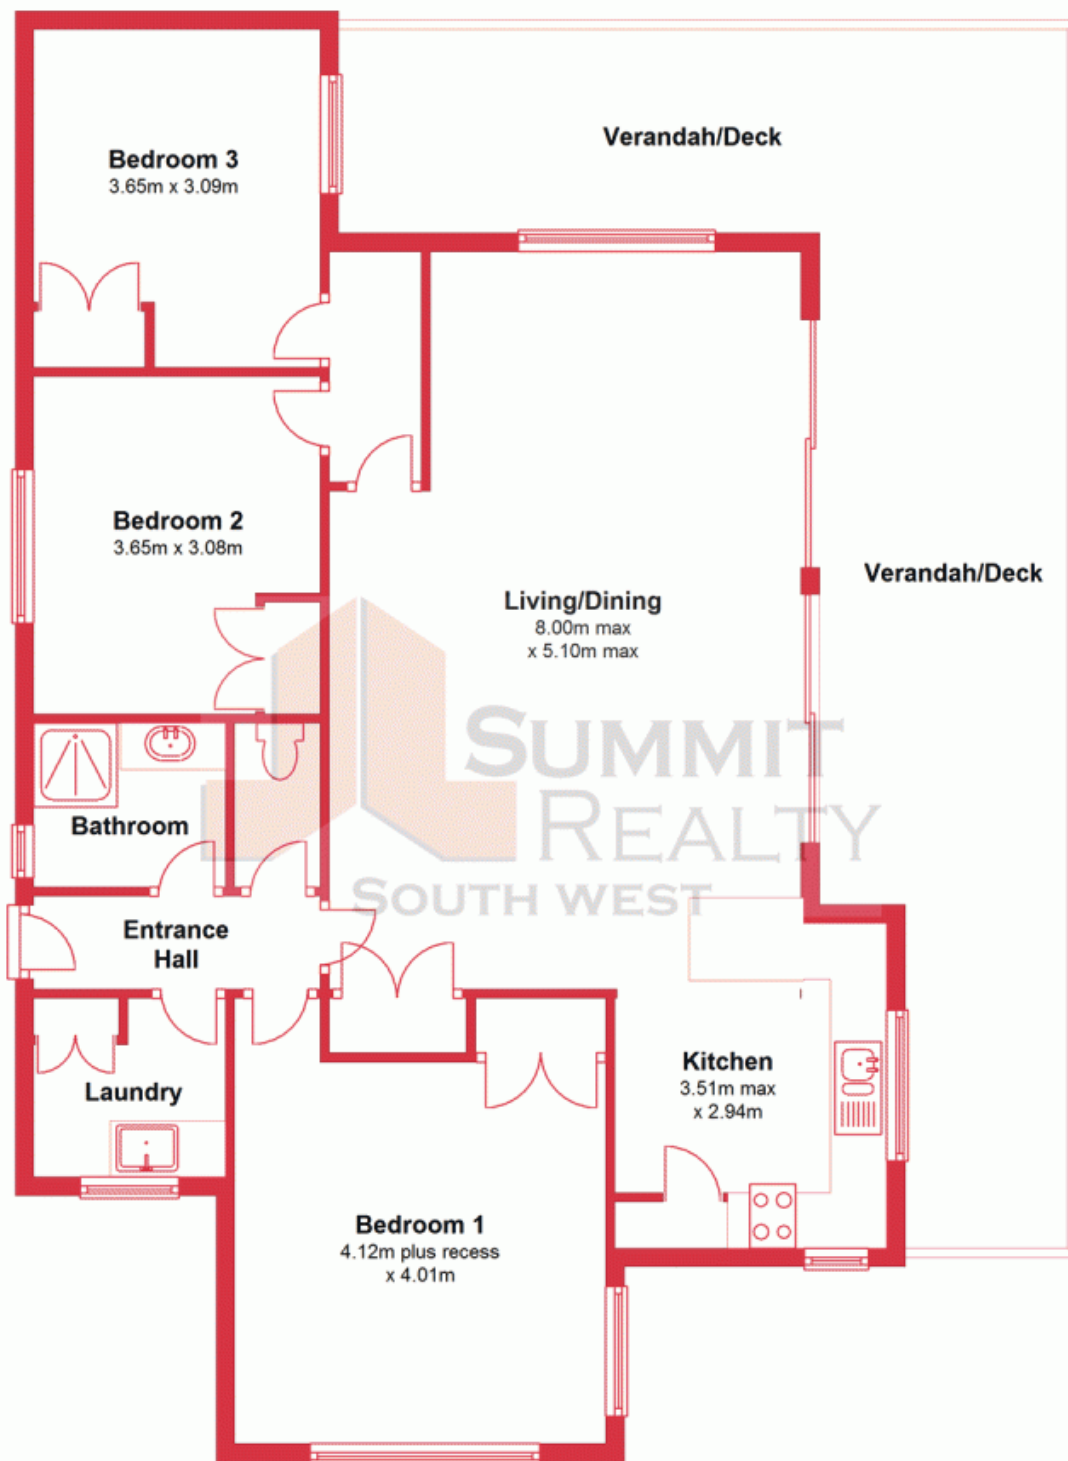 Bedroom 3
3.65m x 3.09m
Verandah/Deck
Bedroom 2
3.65m x 3.08m
Living/Dining
8.00m max
x 5.10m max
Verandah/Deck
SUMMIT
REALTY
SOUTH WEST
Bathroom
Entrance
Hall
Laundry
Kitchen
3.51m max
x 2.94m
Bedroom 1
4.12m plus recess
x 4.01m